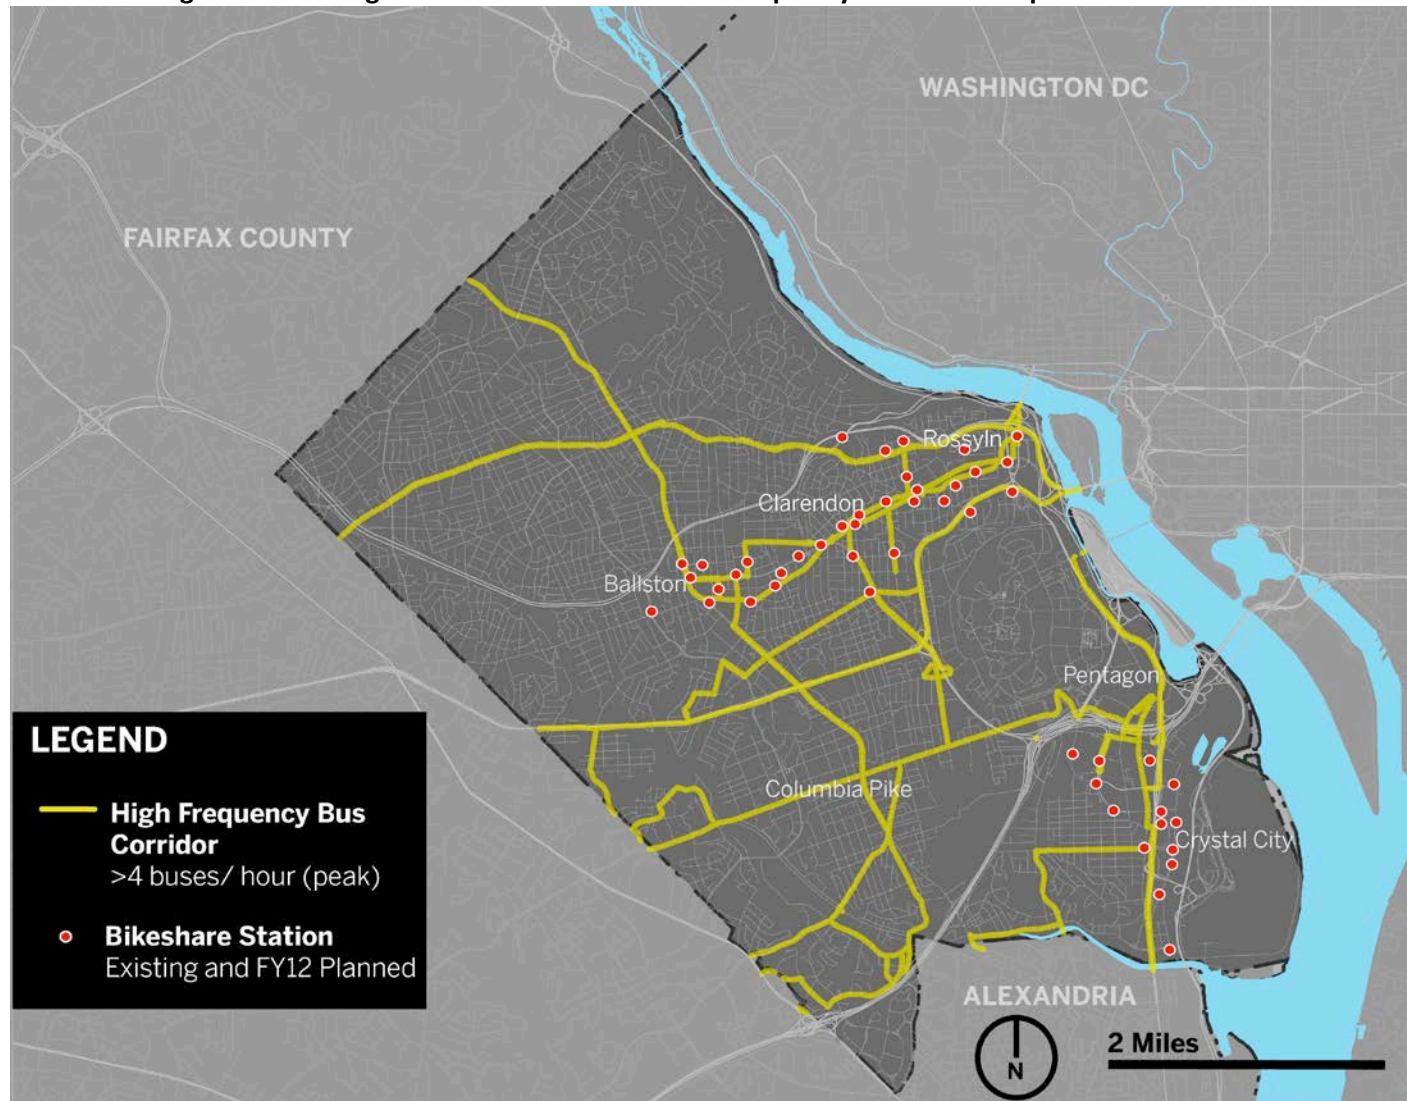 WASHINGTON DC
FAIRFAX COUNTY
Rossyln
Clarendon
Ballston
Pentagon
Columbia Pike
Crystal City
LEGEND
High Frequency Bus
Corridor
>4 buses/ hour (peak)
Bikeshare Station
Existing and FY12 Planned
ALEXANDRIA
N
2 Miles